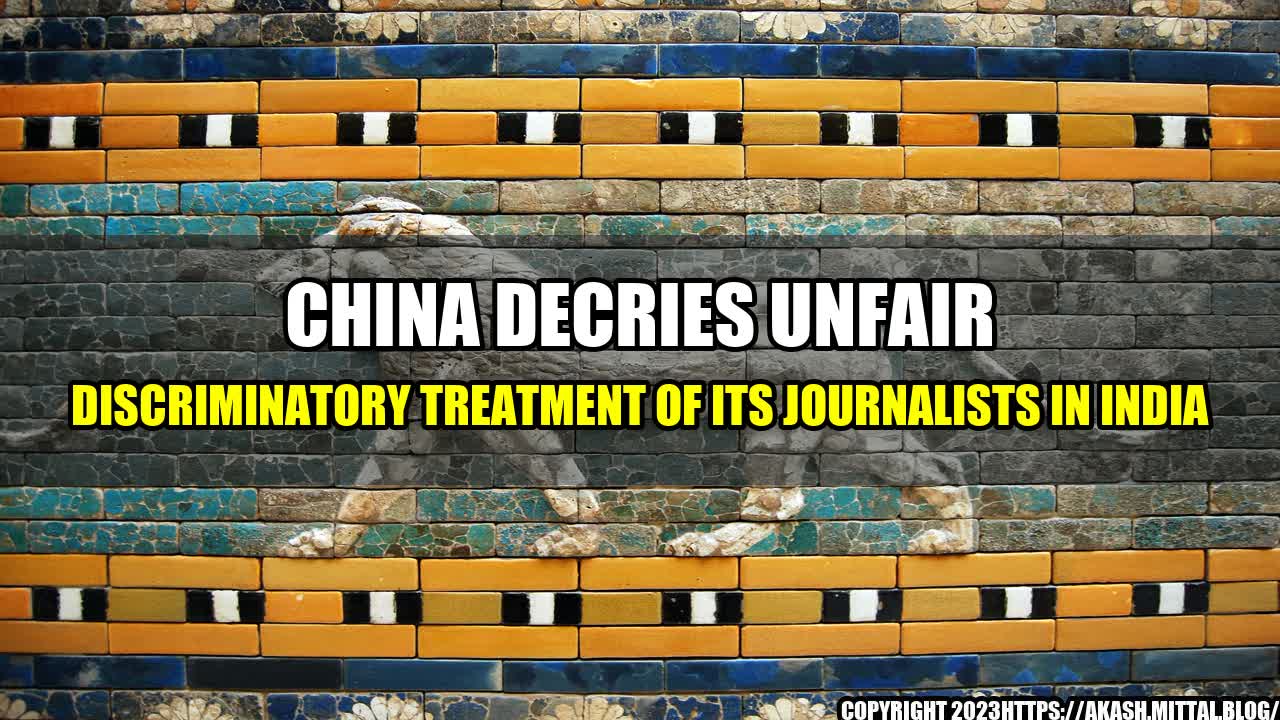 CHINA DECRIES UNFAIR
DISCRIMINATORY TREATMENT OF ITS JOURNALISTS IN INDIA
COPYRIGHT 2023HTTPS://AKASH.MITTAL.BLOG/